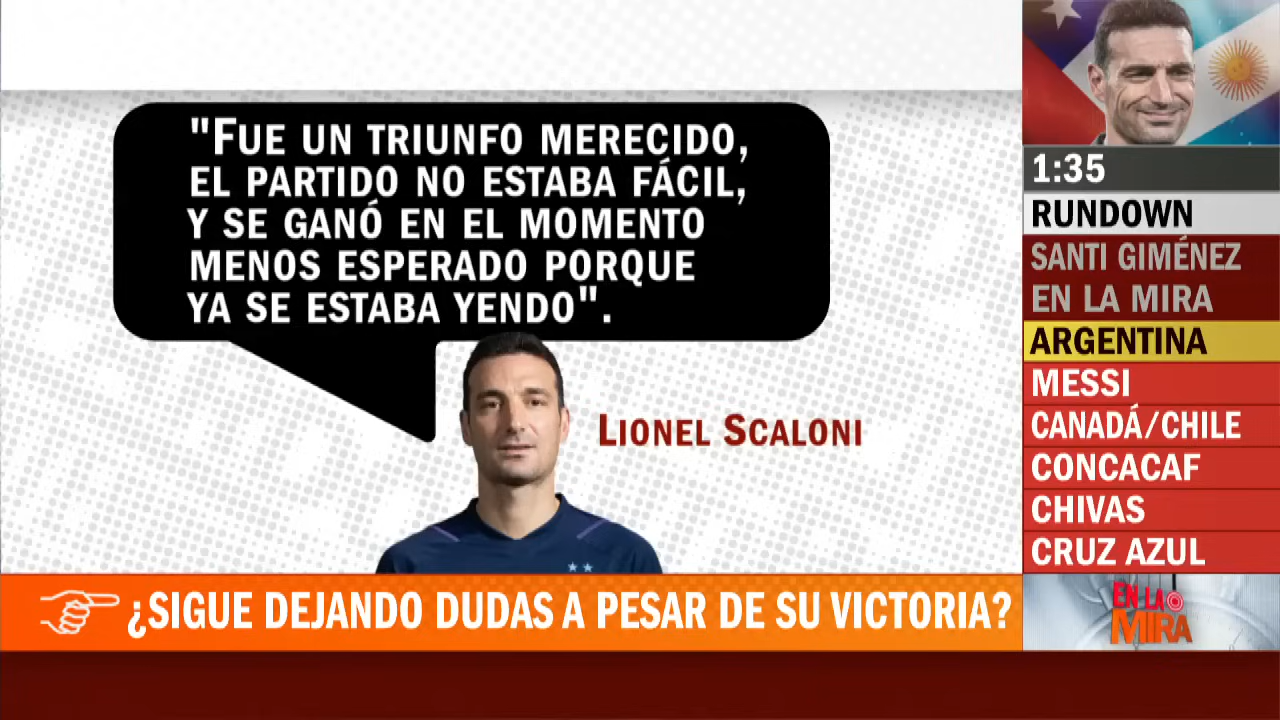 "FUE UN TRIUNFO MERECIDO,
EL PARTIDO NO ESTABA FÁCIL,
Y SE GANÓ EN EL MOMENTO
MENOS ESPERADO PORQUE
YA SE ESTABA YENDO".
LIONEL SCALONI
¿SIGUE DEJANDO DUDAS A PESAR DE SU VICTORIA?
1:35
RUNDOWN
SANTI GIMÉNEZ
EN LA MIRA
ARGENTINA
MESSI
CANADÁ/CHILE
CONCACAF
CHIVAS
CRUZ AZUL
EN LA
MIRA